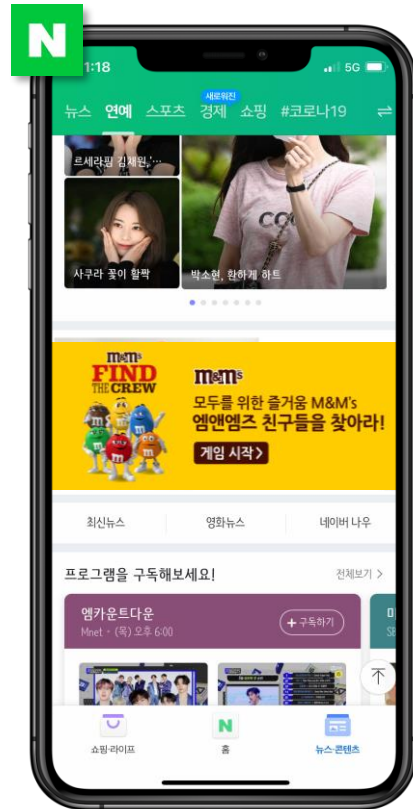 N
1:18
5G
새로워진
뉴스 연예 스포츠 경제 쇼핑 #코로나19
르세라핌 김채원,'…
사쿠라 꽃이 활짝
박소현, 환하게 하트
m&m's
FIND
THE CREW
m&m's
모두를 위한 즐거움 M&M's
엠앤엠즈 친구들을 찾아라!
게임 시작>
최신뉴스
영화뉴스
네이버 나우
프로그램을 구독해보세요!
전체보기 >
엠카운트다운
Mnet · (목) 오후 6:00
+ 구독하기
쇼핑·라이프
N
홈
뉴스·콘텐츠